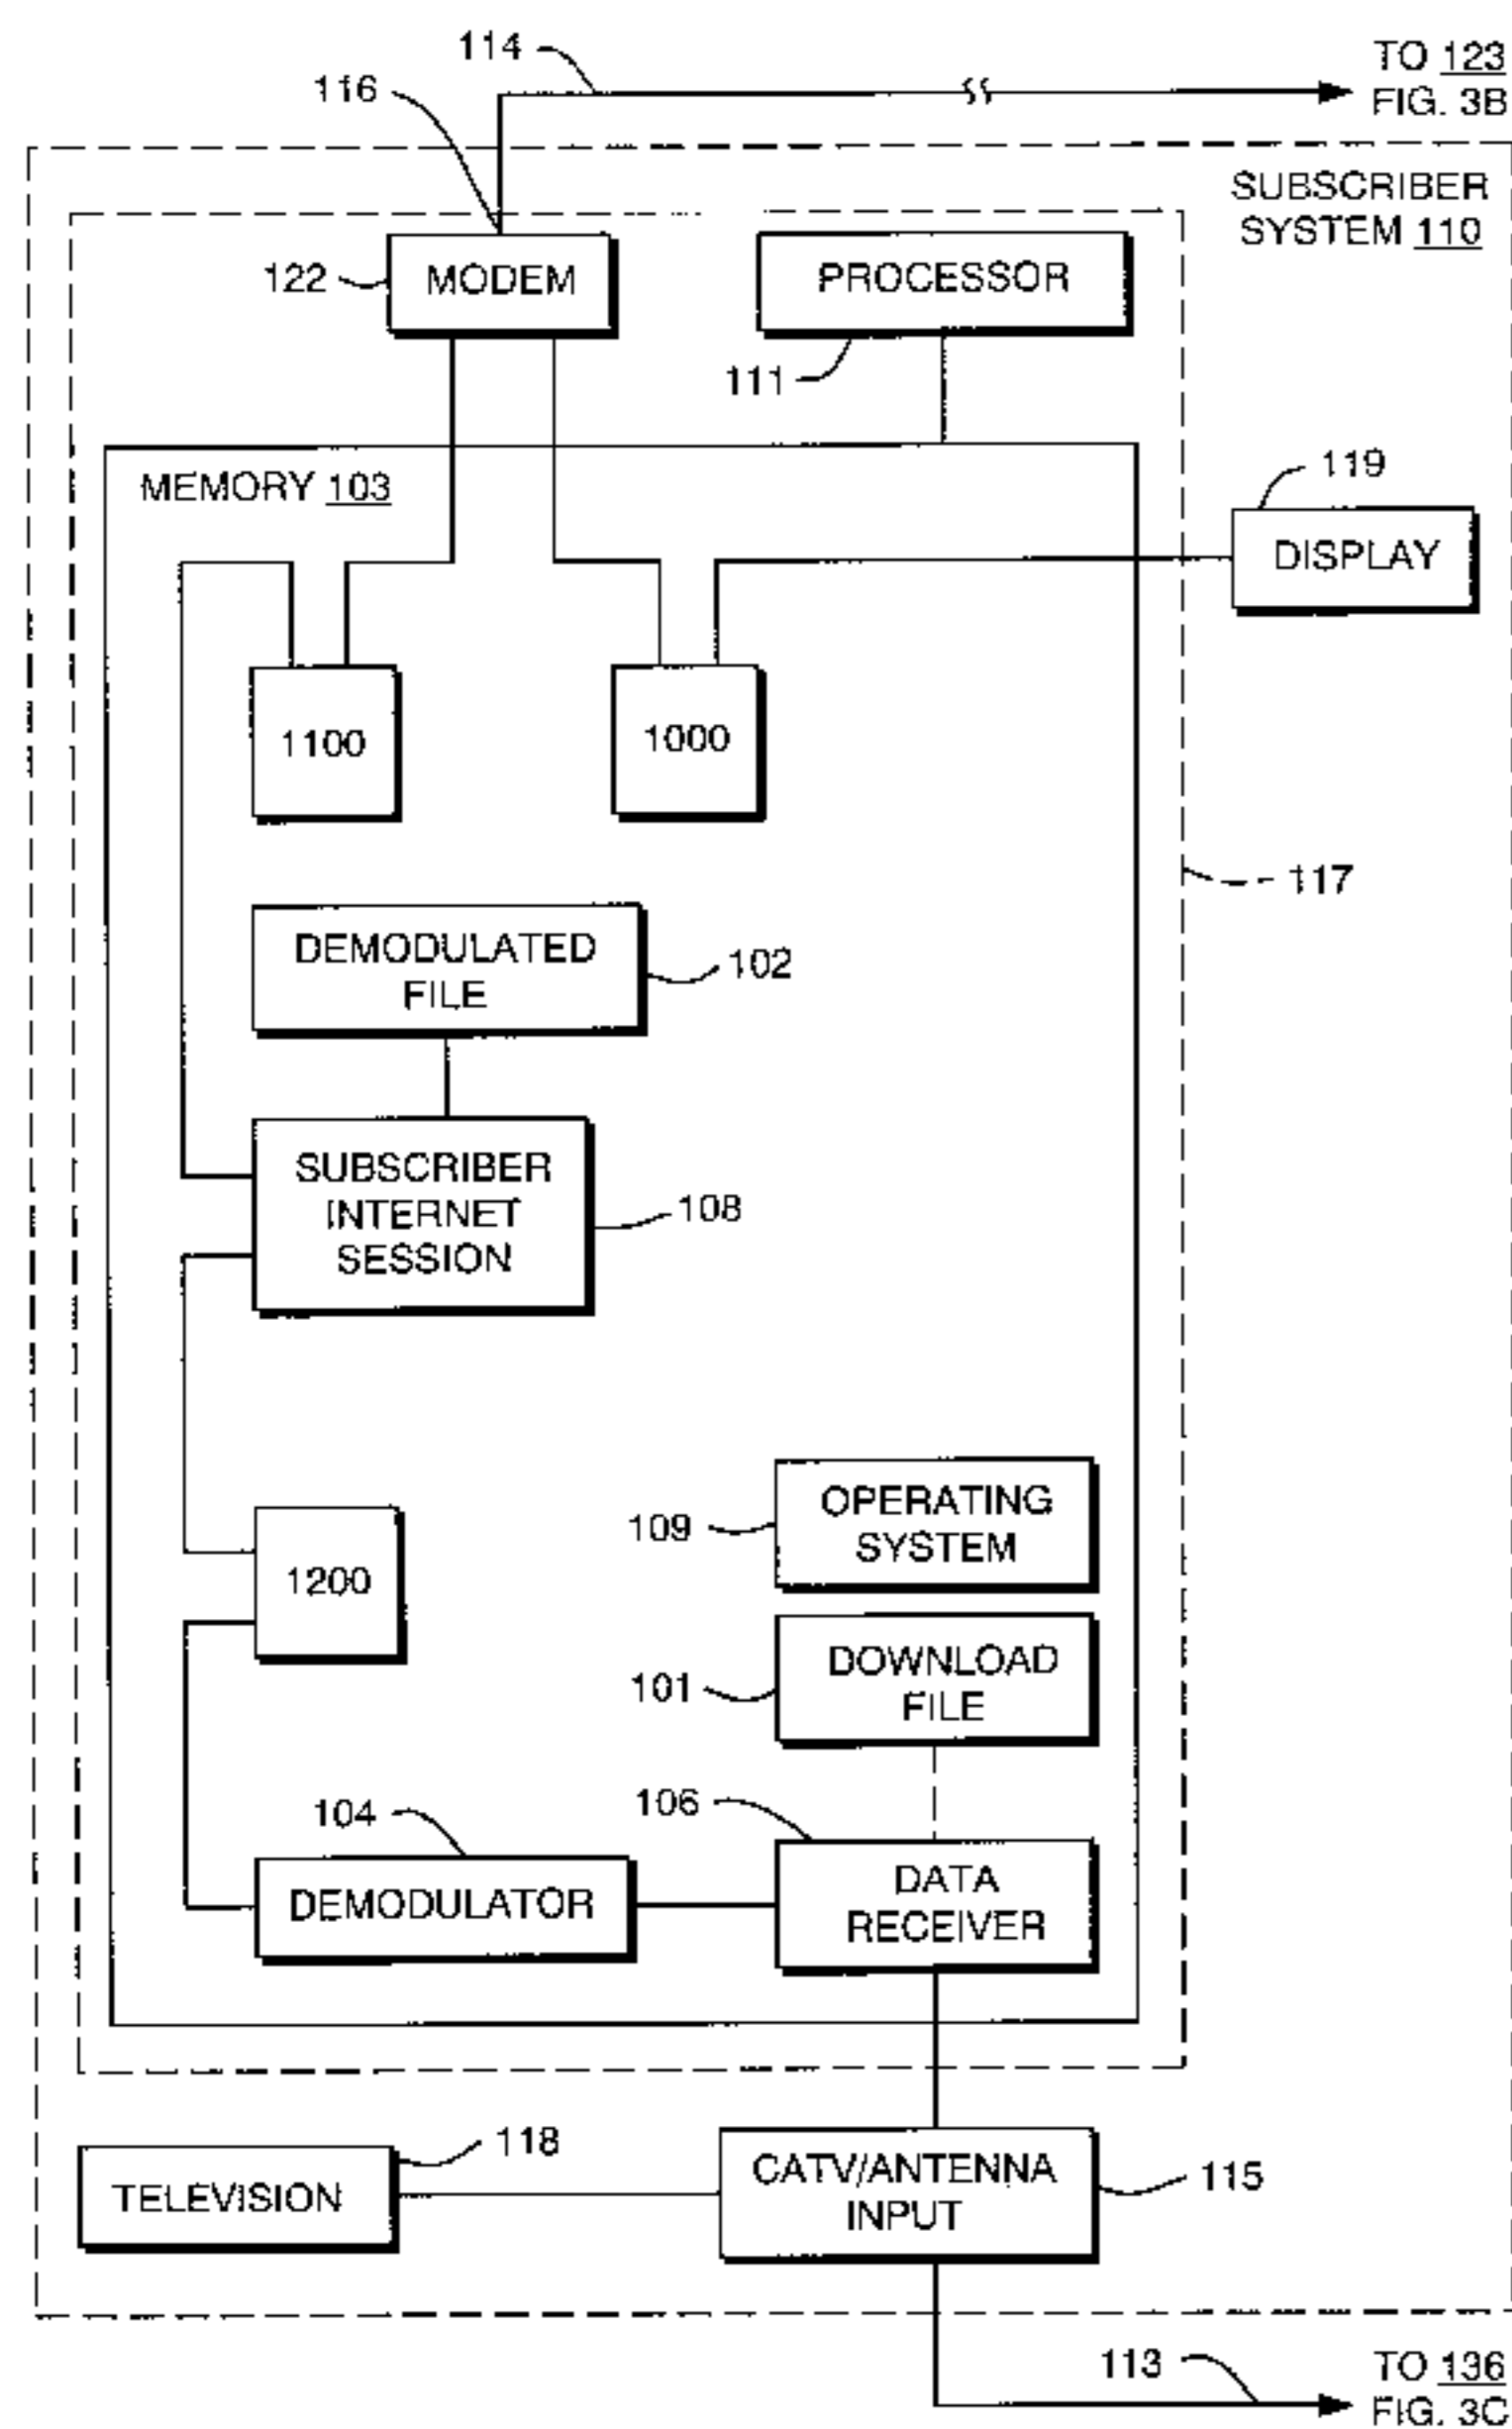 114
TO 123
FIG. 3B
116
SUBSCRIBER
SYSTEM 110
122
MODEM
PROCESSOR
111
MEMORY 103
119
DISPLAY
1100
1000
117
DEMODULATED
FILE
102
SUBSCRIBER
INTERNET
SESSION
108
OPERATING
SYSTEM
109
1200
DOWNLOAD
FILE
101
104
106
DEMODULATOR
DATA
RECEIVER
118
TELEVISION
CATV/ANTENNA
INPUT
115
113
TO 136
FIG. 3C